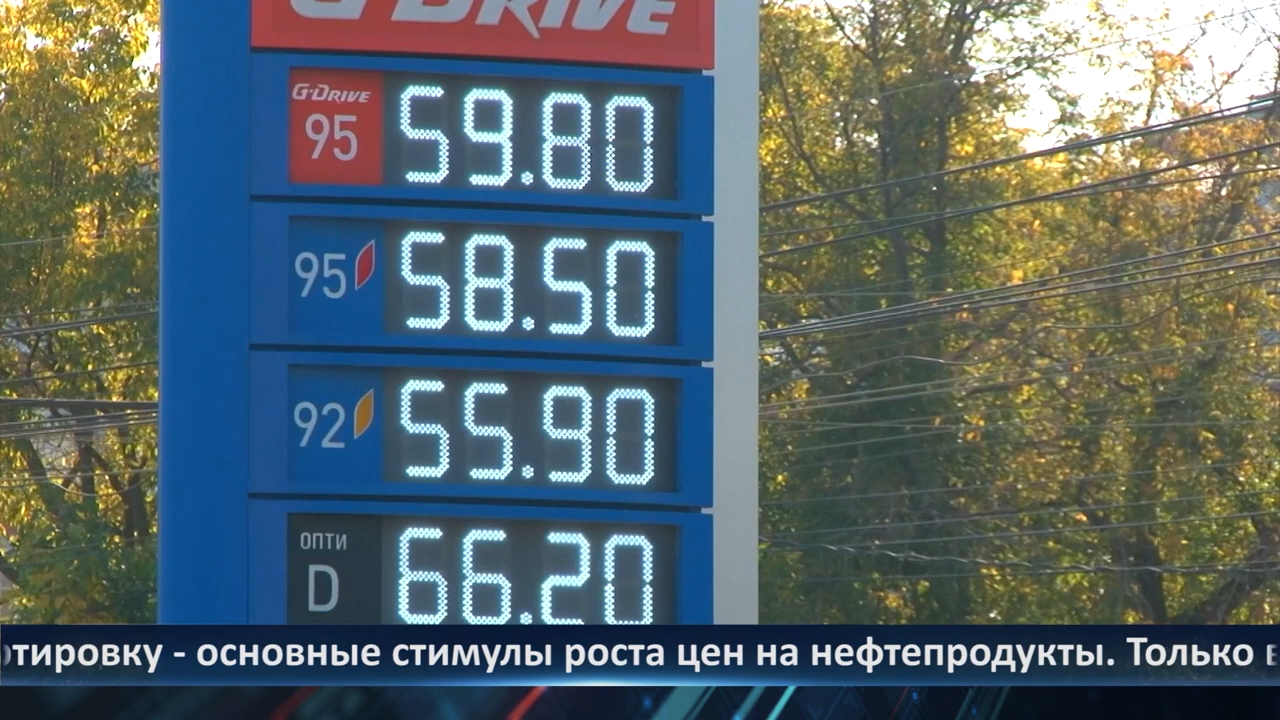 G-DRIVE
G-DRIVE
95
59.80
95
58.50
92
55.90
ОПТИ
D
66.20
- основные стимулы роста цен на нефтепродукты. Только